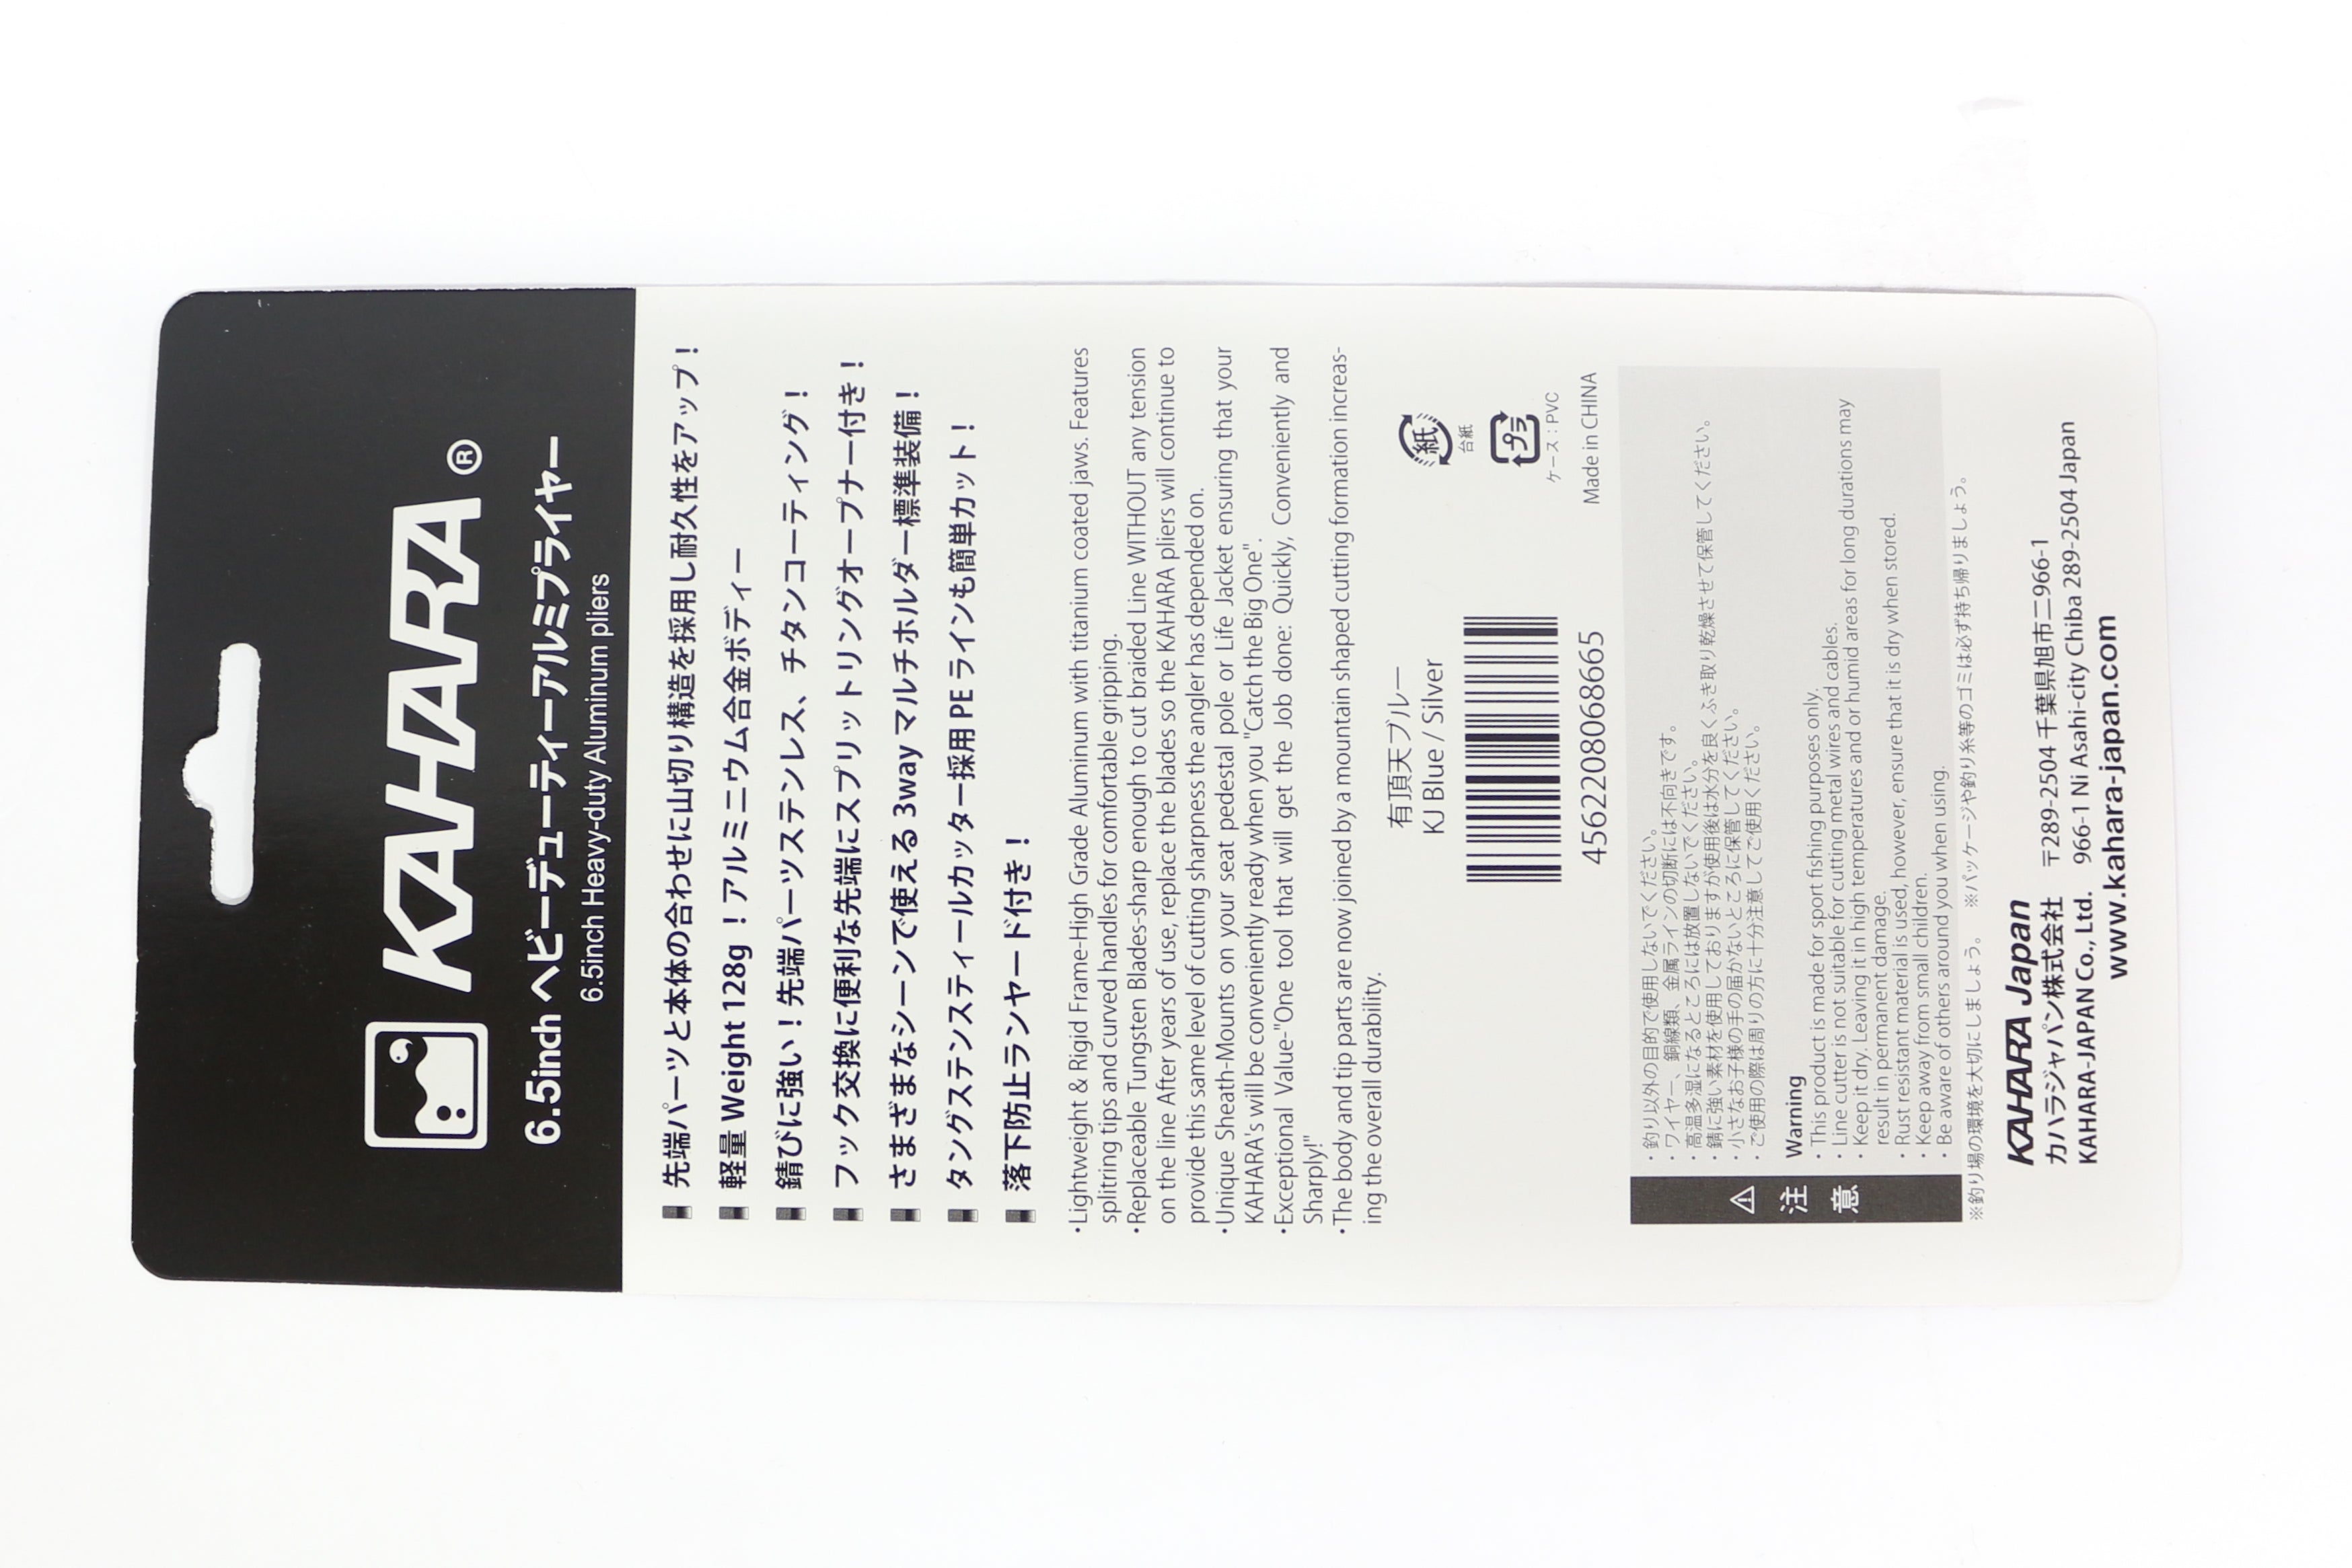 KAHARA®
6.5inch ヘビーデューティーアルミプライヤー
6.5inch Heavy-duty Aluminum pliers
先端パーツと本体の合わせに山切り構造を採用し耐久性をアップ！
軽量 Weight 128g ！アルミニウム合金ボディー
錆びに強い！先端パーツステンレス、チタンコーティング！
フック交換に便利な先端にスプリットリングオープナー付き！
さまざまなシーンで使える 3way マルチホルダー標準装備！
タングステンスティールカッター採用 PE ラインも簡単カット！
落下防止ランヤード付き！
・Lightweight & Rigid Frame-High Grade Aluminum with titanium coated jaws. Features
splitring tips and curved handles for comfortable gripping.
・Replaceable Tungsten Blades-sharp enough to cut braided Line WITHOUT any tension
on the line After years of use, replace the blades so the KAHARA pliers will continue to
provide this same level of cutting sharpness the angler has depended on.
・Unique Sheath-Mounts on your seat pedestal pole or Life Jacket ensuring that your
KAHARA's will be conveniently ready when you "Catch the Big One".
・Exceptional Value-"One tool that will get the Job done: Quickly, Conveniently and
Sharply!"
・The body and tip parts are now joined by a mountain shaped cutting formation increas-
ing the overall durability.
有頂天ブルー
KJ Blue / Silver
4562208068665
紙
台紙
プラ
ケース：PVC
Made in CHINA
注
意
・釣り以外の目的で使用しないでください。
・ワイヤー、銅線類、金属ラインの切断には不向きです。
・高温多湿になるところには放置しないでください。
・錆に強い素材を使用しておりますが使用後は水分を良くふき取り乾燥させて保管してください。
・小さなお子様の手の届かないところに保管してください。
・ご使用の際は周りの方に十分注意してご使用ください。
Warning
・This product is made for sport fishing purposes only.
・Line cutter is not suitable for cutting metal wires and cables.
・Keep it dry. Leaving it in high temperatures and or humid areas for long durations may
result in permanent damage.
・Rust resistant material is used, however, ensure that it is dry when stored.
・Keep away from small children.
・Be aware of others around you when using.
※釣り場の環境を大切にしましょう。 ※パッケージや釣り糸等のゴミは必ず持ち帰りましょう。
KAHARA Japan
カハラジャパン株式会社 〒289-2504 千葉県旭市ニ966-1
KAHARA-JAPAN Co., Ltd. 966-1 Ni Asahi-city Chiba 289-2504 Japan
www.kahara-japan.com